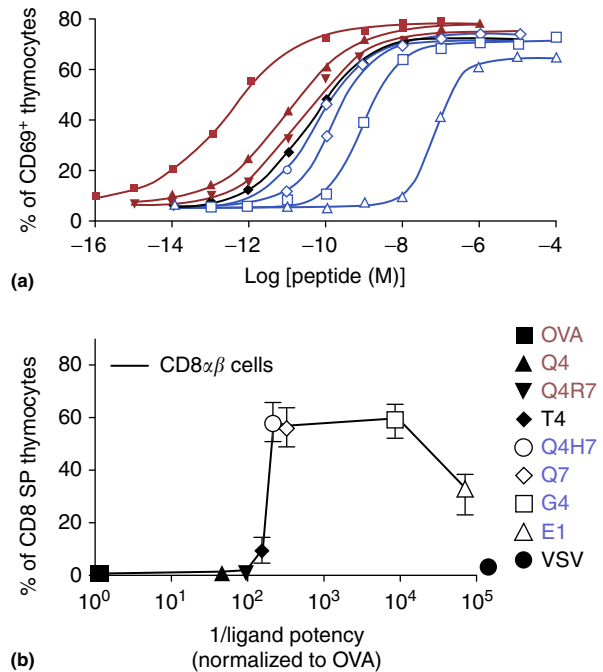 % of CD69⁺ thymocytes
80
60
40
20
0
−16 −14 −12 −10 −8 −6 −4
Log [peptide (M)]
(a)
% of CD8 SP thymocytes
80
60
40
20
0
CD8αβ cells
10⁰ 10¹ 10² 10³ 10⁴ 10⁵
1/ligand potency
(normalized to OVA)
OVA
Q4
Q4R7
T4
Q4H7
Q7
G4
E1
VSV
(b)